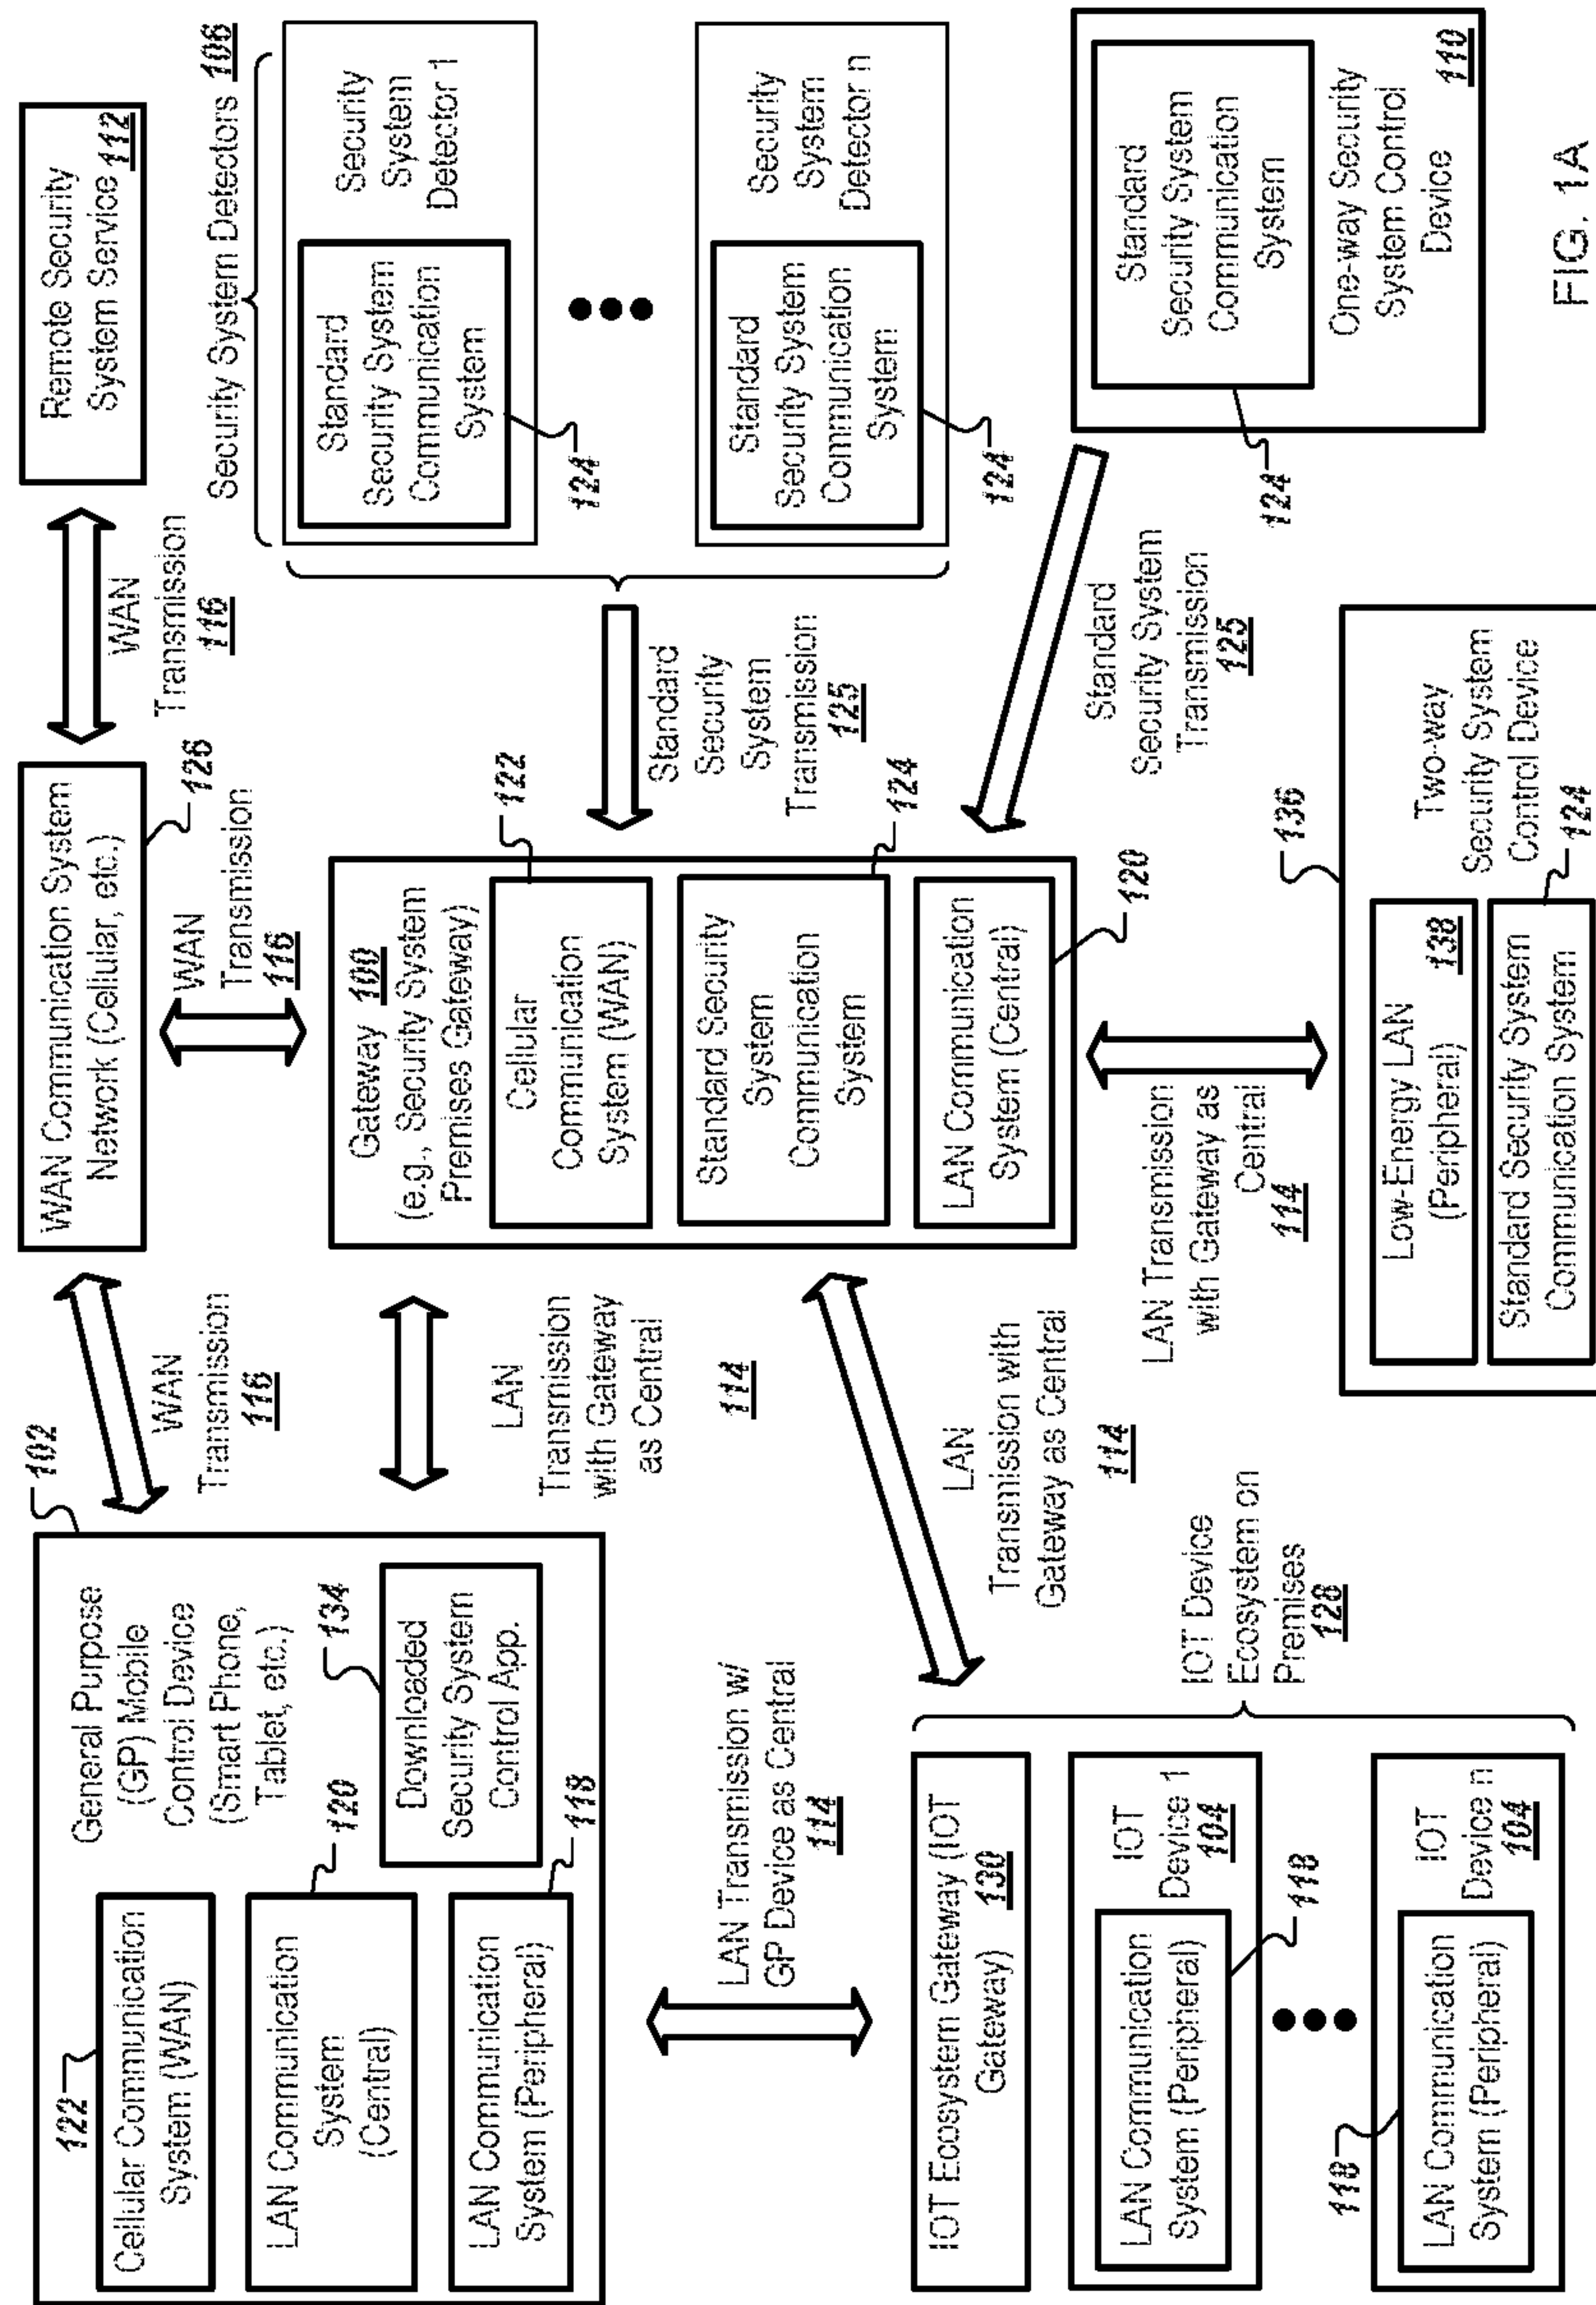 102
General Purpose
(GP) Mobile
Control Device
(Smart Phone,
Tablet, etc.)
122
Cellular Communication
System (WAN)
120
LAN Communication
System
(Central)
134
Downloaded
Security System
Control App.
118
LAN Communication
System (Peripheral)
WAN
Transmission
116
LAN
Transmission
with Gateway
as Central
114
WAN Communication System
Network (Cellular, etc.)
126
WAN
Transmission
116
WAN
Transmission
116
Remote Security
System Service 112
Gateway 100
(e.g., Security System
Premises Gateway)
122
Cellular
Communication
System (WAN)
Standard Security
System
Communication
System
124
LAN Communication
System (Central)
120
Security System Detectors 106
Standard
Security System
Communication
System
Security
System
Detector 1
124
Standard
Security System
Communication
System
Security
System
Detector n
124
Standard
Security
System
Transmission
125
Standard
Security System
Transmission
125
Standard
Security System
Communication
System
124
One-way Security
System Control
Device
110
LAN Transmission w/
GP Device as Central
114
LAN
Transmission with
Gateway as Central
114
LAN Transmission
with Gateway as
Central
114
IOT Ecosystem Gateway (IOT
Gateway) 130
IOT Device
Ecosystem on
Premises
128
LAN Communication
System (Peripheral)
IOT
Device 1
104
118
LAN Communication
System (Peripheral)
IOT
Device n
104
118
136
Two-way
Security System
Control Device
Low-Energy LAN
(Peripheral) 138
Standard Security System
Communication System
124
FIG. 1A